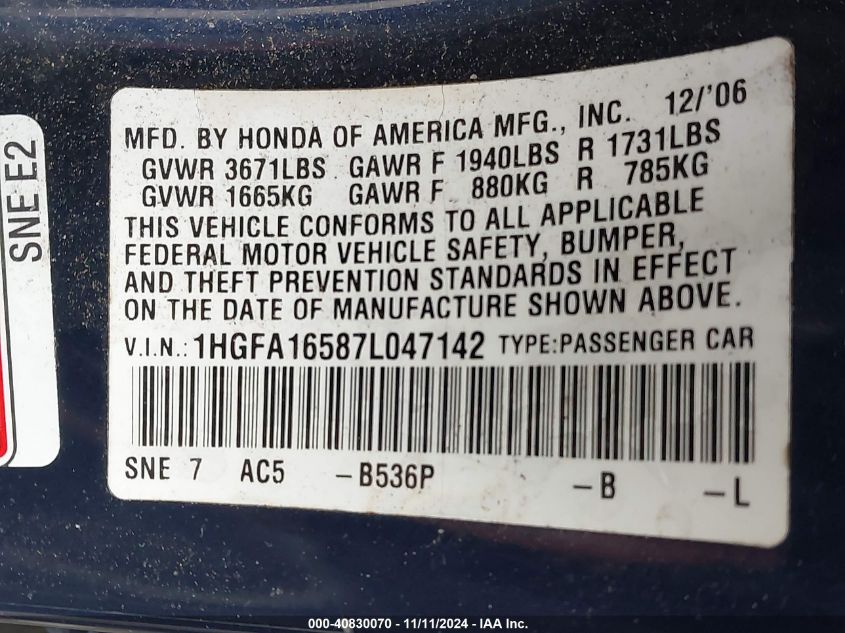 MFD. BY HONDA OF AMERICA MFG., INC. 12/'06
GVWR 3671LBS GAWR F 1940LBS R 1731LBS
GVWR 1665KG GAWR F 880KG R 785KG
THIS VEHICLE CONFORMS TO ALL APPLICABLE
FEDERAL MOTOR VEHICLE SAFETY, BUMPER,
AND THEFT PREVENTION STANDARDS IN EFFECT
ON THE DATE OF MANUFACTURE SHOWN ABOVE.
V.I.N.: 1HGFA16587L047142 TYPE:PASSENGER CAR
SNE 7 AC5 -B536P -B -L
SNE E2
000-40830070 - 11/11/2024 - IAA Inc.